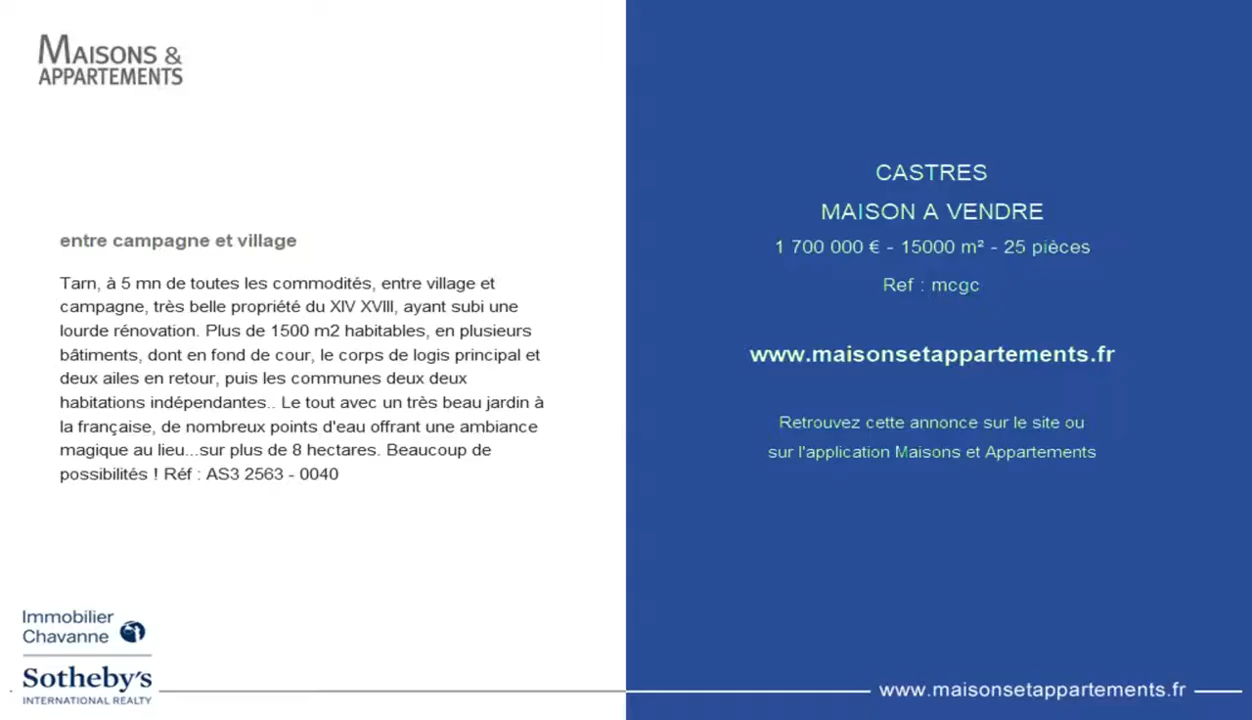 MAISONS &
APPARTEMENTS
entre campagne et village
Tarn, à 5 mn de toutes les commodités, entre village et
campagne, très belle propriété du XIV XVIII, ayant subi une
lourde rénovation. Plus de 1500 m2 habitables, en plusieurs
bâtiments, dont en fond de cour, le corps de logis principal et
deux ailes en retour, puis les communes deux deux
habitations indépendantes.. Le tout avec un très beau jardin à
la française, de nombreux points d'eau offrant une ambiance
magique au lieu...sur plus de 8 hectares. Beaucoup de
possibilités ! Réf : AS3 2563 - 0040
Immobilier
Chavanne
Sotheby's
INTERNATIONAL REALTY
CASTRES
MAISON A VENDRE
1 700 000 € - 15000 m² - 25 pièces
Ref : mcgc
www.maisonsetappartements.fr
Retrouvez cette annonce sur le site ou
sur l'application Maisons et Appartements
www.maisonsetappartements.fr